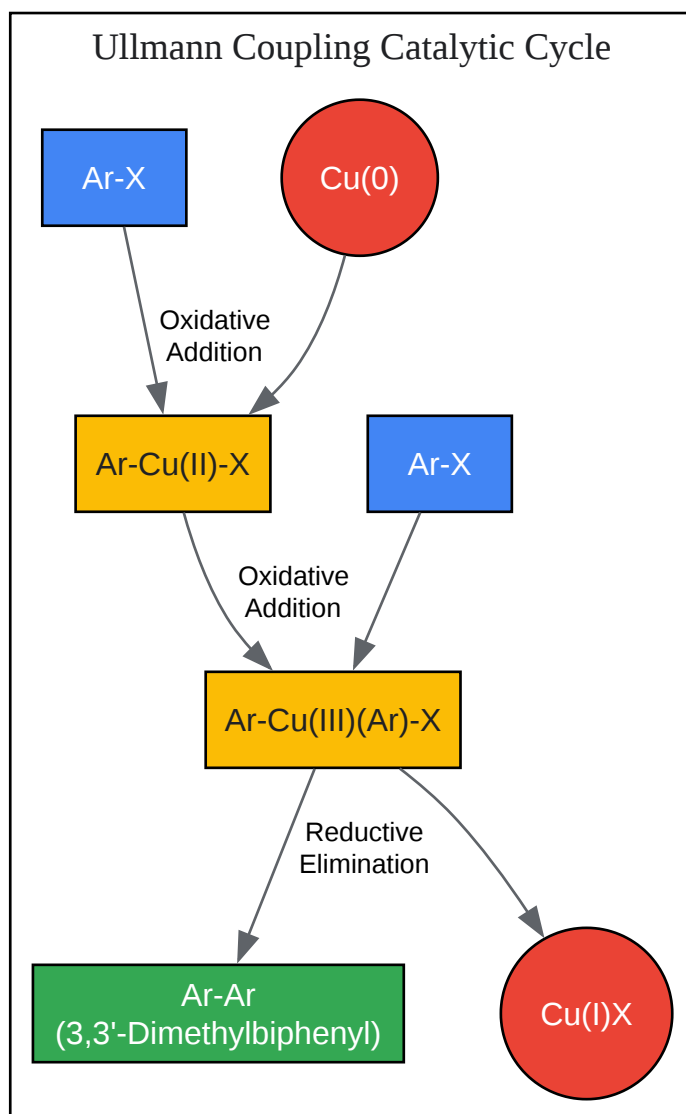 Ullmann Coupling Catalytic Cycle
Ar-X
Cu(0)
Oxidative
Addition
Ar-Cu(II)-X
Ar-X
Oxidative
Addition
Ar-Cu(III)(Ar)-X
Reductive
Elimination
Ar-Ar
(3,3'-Dimethylbiphenyl)
Cu(I)X